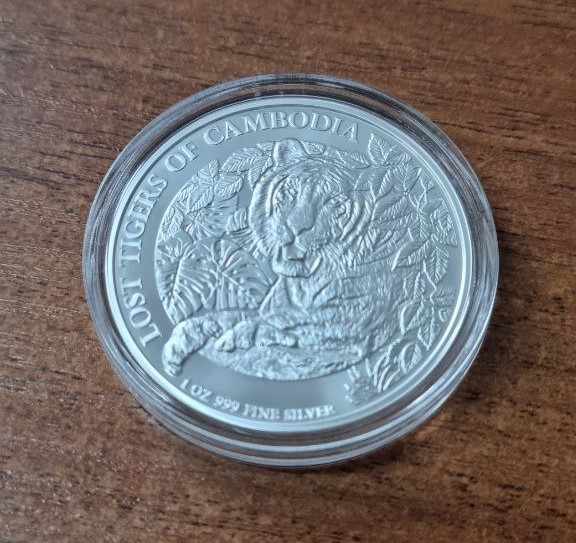 LOST TIGERS OF CAMBODIA
1 OZ 999 FINE SILVER